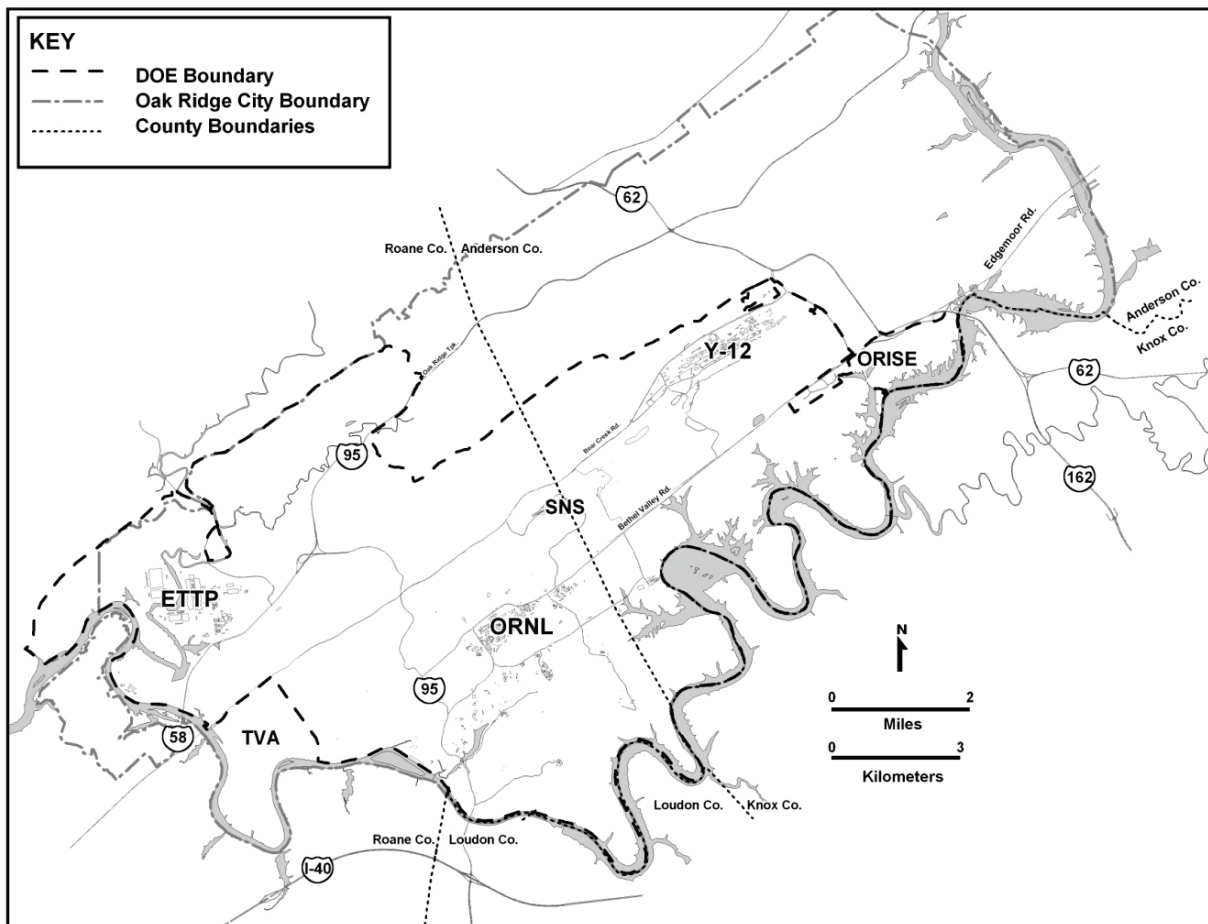 KEY
DOE Boundary
Oak Ridge City Boundary
County Boundaries
62
Edgemoor Rd.
Roane Co.
Anderson Co.
Anderson Co.
Knox Co.
Y-12
ORISE
Oak Ridge Tpk.
62
95
Bear Creek Rd.
162
SNS
Bethel Valley Rd.
ETTP
ORNL
N
95
0
2
Miles
58
TVA
0
3
Kilometers
Loudon Co.
Knox Co.
Roane Co.
Loudon Co.
I-40